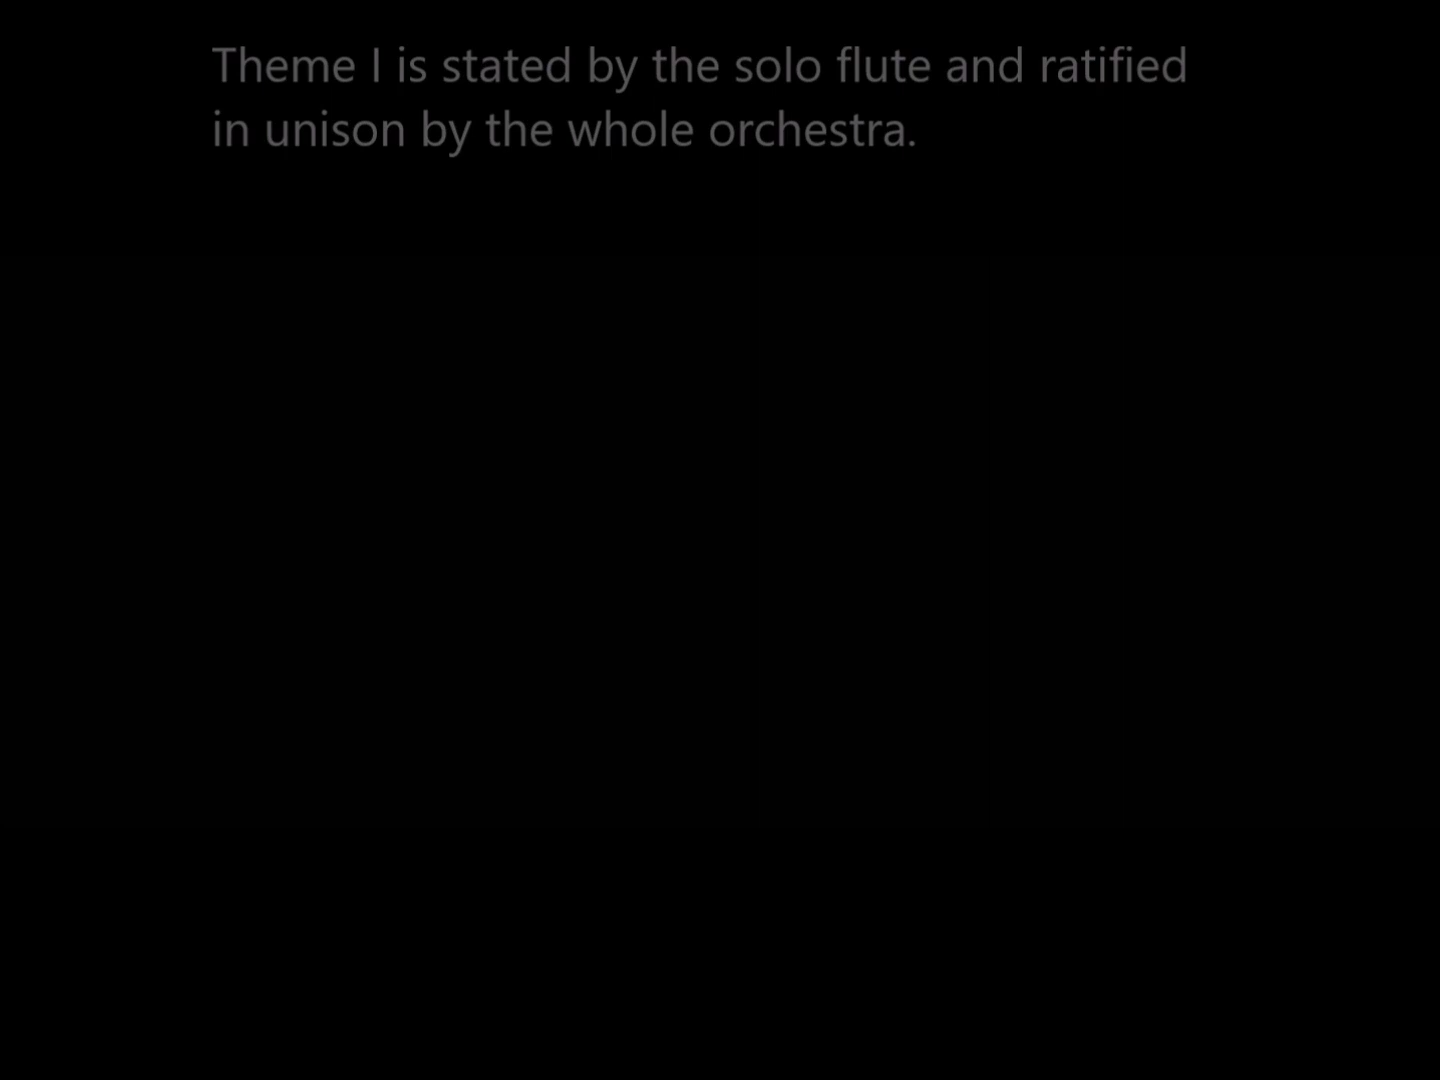 Theme I is stated by the solo flute and ratified
in unison by the whole orchestra.